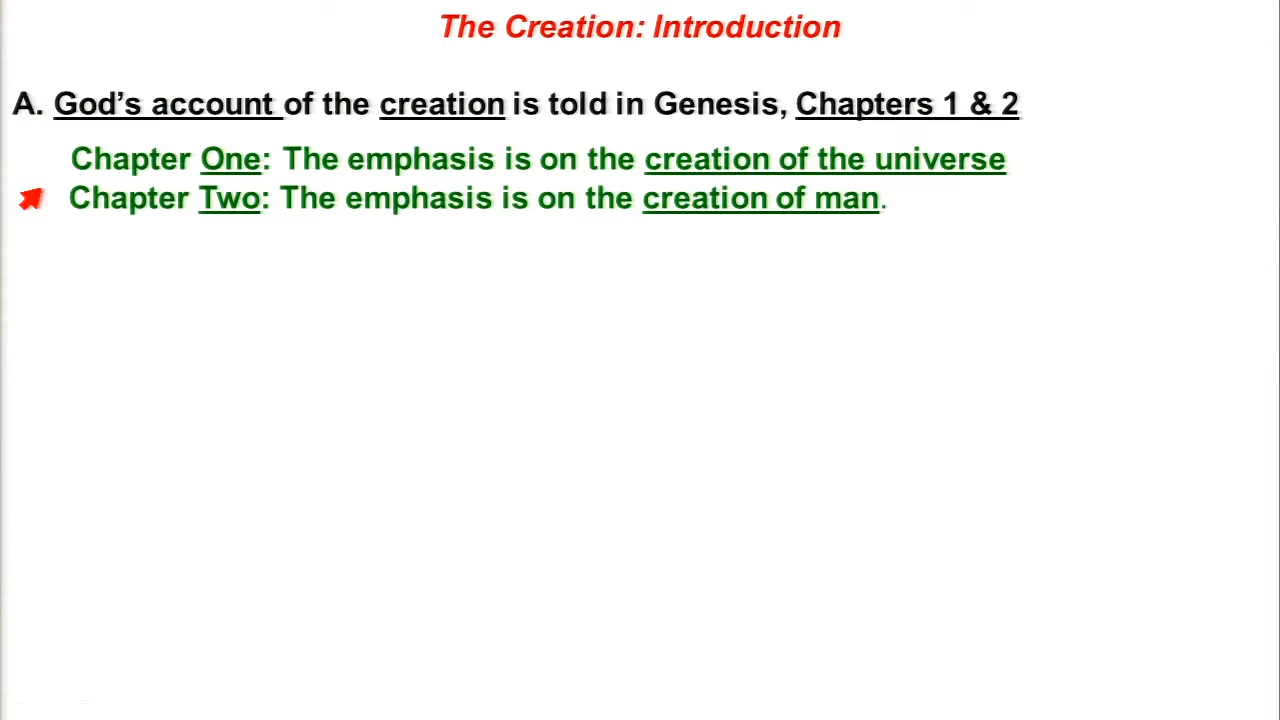 The Creation: Introduction
A. God’s account of the creation is told in Genesis, Chapters 1 & 2
Chapter One: The emphasis is on the creation of the universe
Chapter Two: The emphasis is on the creation of man.